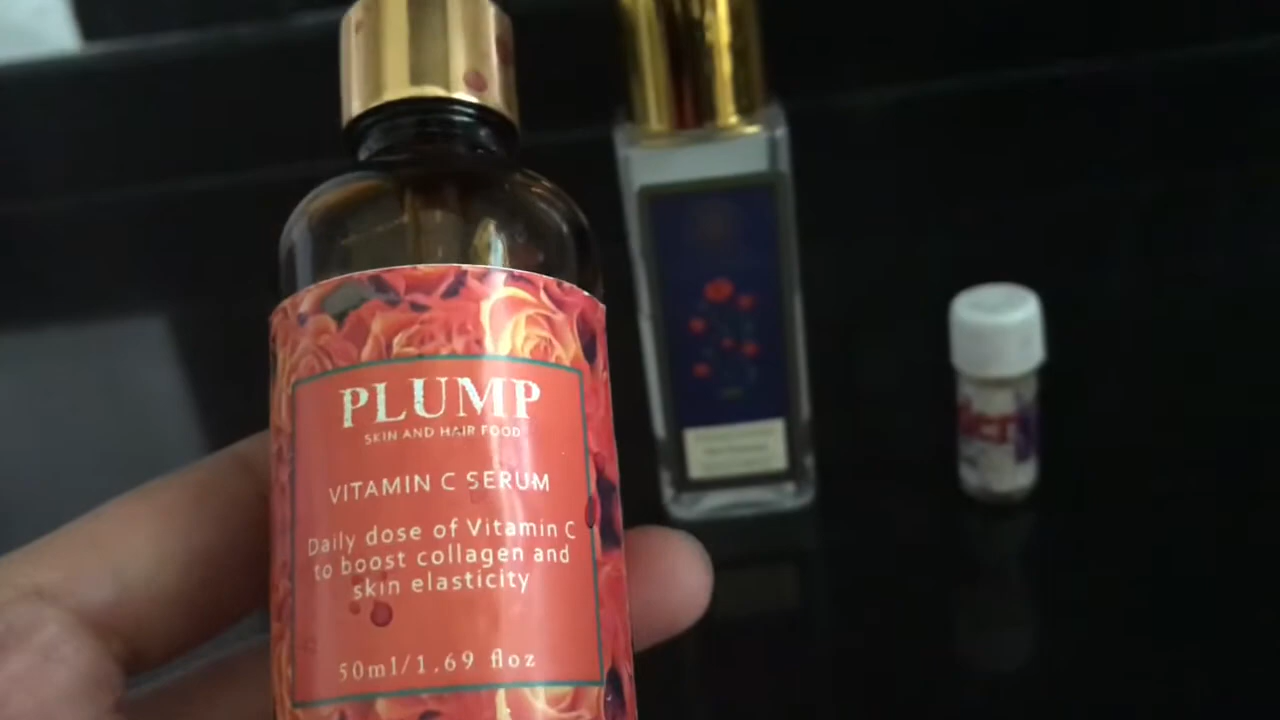 PLUMP
SKIN AND HAIR FOOD
VITAMIN C SERUM
Daily dose of Vitamin C
to boost collagen and
skin elasticity
50ml/1.69 floz